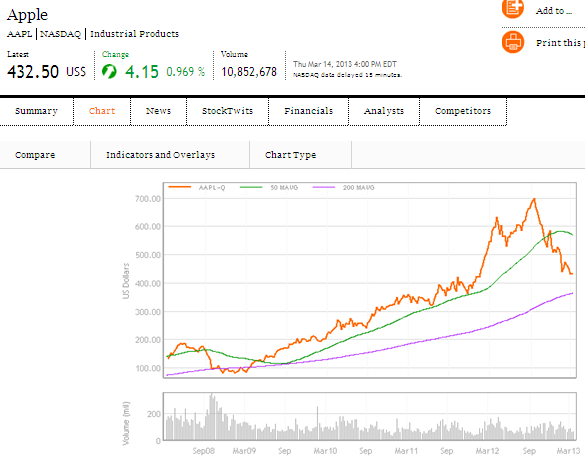 Apple
AAPL | NASDAQ | Industrial Products
Add to ...
Print this p
Latest
432.50 US$
Change
4.15 0.969 %
Volume
10,852,678
Thu Mar 14, 2013 4:00 PM EDT
NASDAQ data delayed 15 minutes.
Summary Chart News StockTwits Financials Analysts Competitors
Compare Indicators and Overlays Chart Type
AAPL-Q 50 MAVG 200 MAVG
US Dollars
700.00
600.00
500.00
400.00
300.00
200.00
100.00
Volume (mil)
200
0
Sep08 Mar09 Sep Mar10 Sep Mar11 Sep Mar12 Sep Mar13